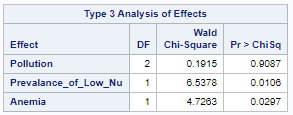 Type 3 Analysis of Effects
Effect DF Wald Chi-Square Pr > ChiSq
Pollution 2 0.1915 0.9087
Prevalance_of_Low_Nu 1 6.5378 0.0106
Anemia 1 4.7263 0.0297